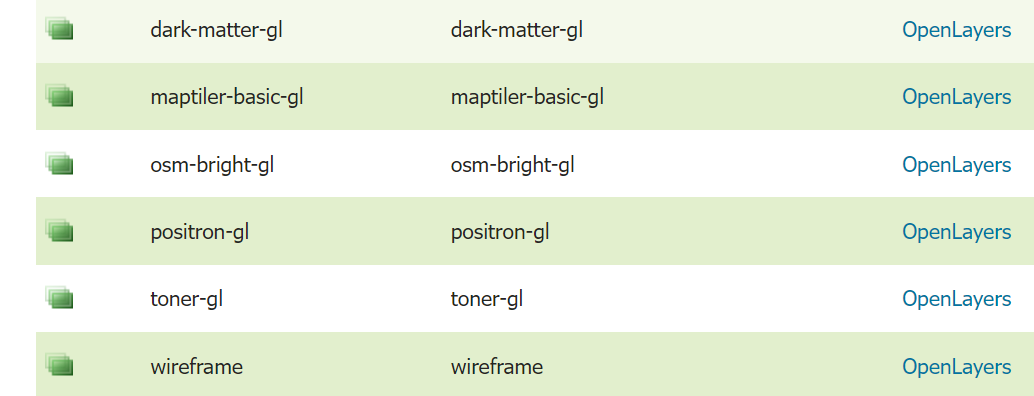 dark-matter-gl dark-matter-gl OpenLayers
maptiler-basic-gl maptiler-basic-gl OpenLayers
osm-bright-gl osm-bright-gl OpenLayers
positron-gl positron-gl OpenLayers
toner-gl toner-gl OpenLayers
wireframe wireframe OpenLayers